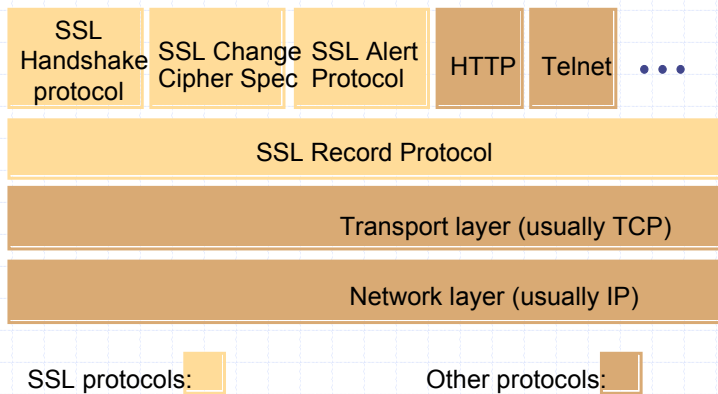 SSL
Handshake
protocol
SSL Change
Cipher Spec
SSL Alert
Protocol
HTTP
Telnet
...
SSL Record Protocol
Transport layer (usually TCP)
Network layer (usually IP)
SSL protocols:
Other protocols: